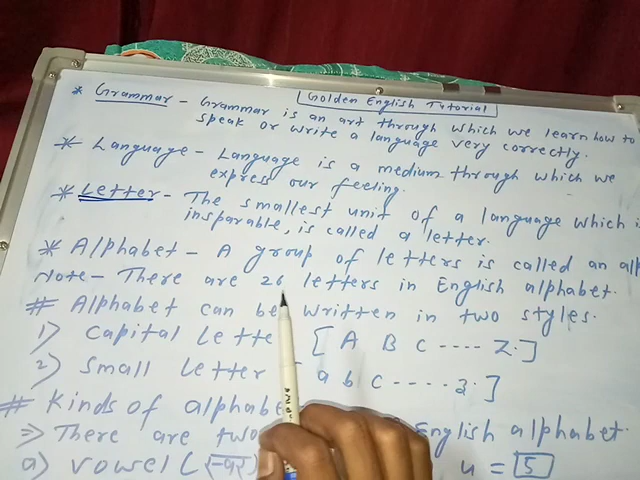 Golden English Tutorial
* Grammar - Grammar is an art through which we learn how to
speak or write a language very correctly.
* Language - Language is a medium through which we
express our feeling.
* Letter - The smallest unit of a language which i
insparable, is called a letter.
* Alphabet - A group of letters is called an alp
Note - There are 26 letters in English alphabet.
# Alphabet can be written in two styles.
1) Capital Lette [ A B C ---- Z.]
2) Small Letter [ a b c ---- z.]
# Kinds of alphabe
⇒ There are two English alphabet.
a) Vowel ( u = 5